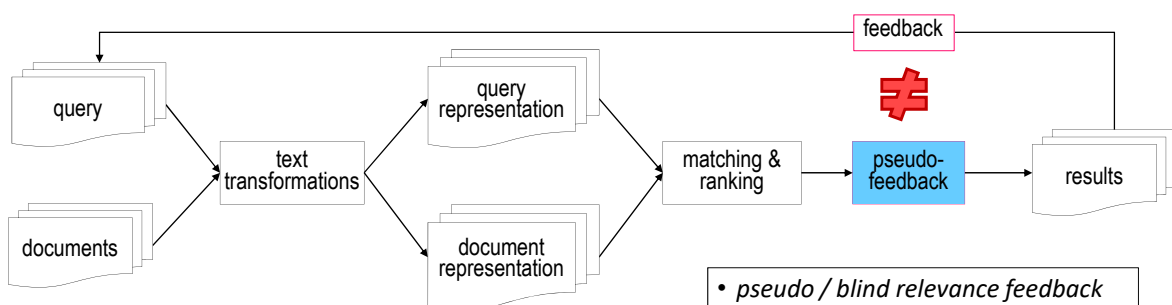 feedback
query
query
representation
≠
text
transformations
matching &
ranking
pseudo-
feedback
results
documents
document
representation
• pseudo / blind relevance feedback